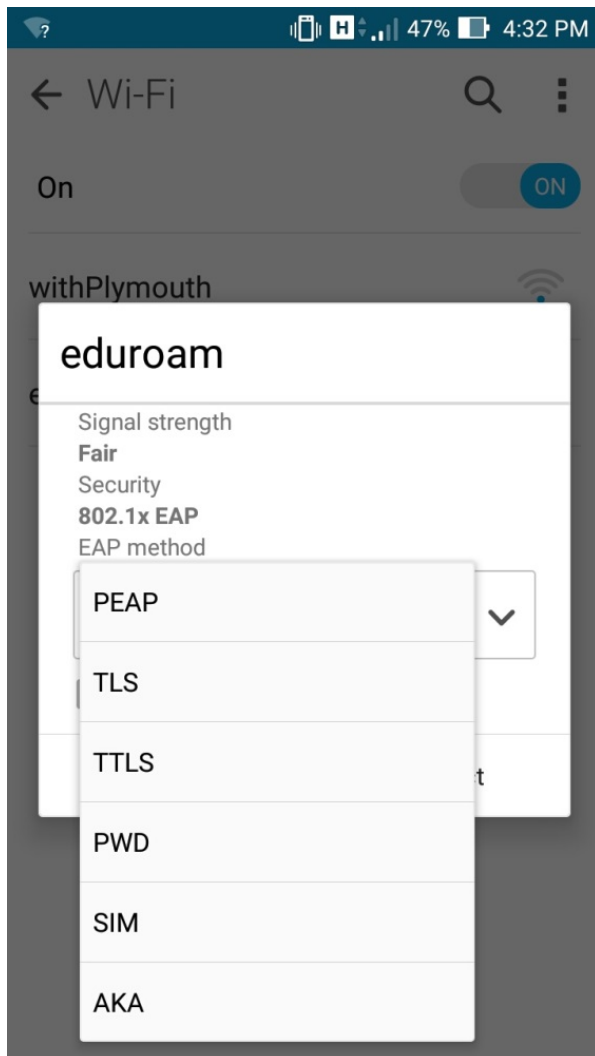 ? H 47% 4:32 PM
Wi-Fi
On ON
withPlymouth
eduroam
e
Signal strength
Fair
Security
802.1x EAP
EAP method
PEAP
TLS
TTLS
t
PWD
SIM
AKA